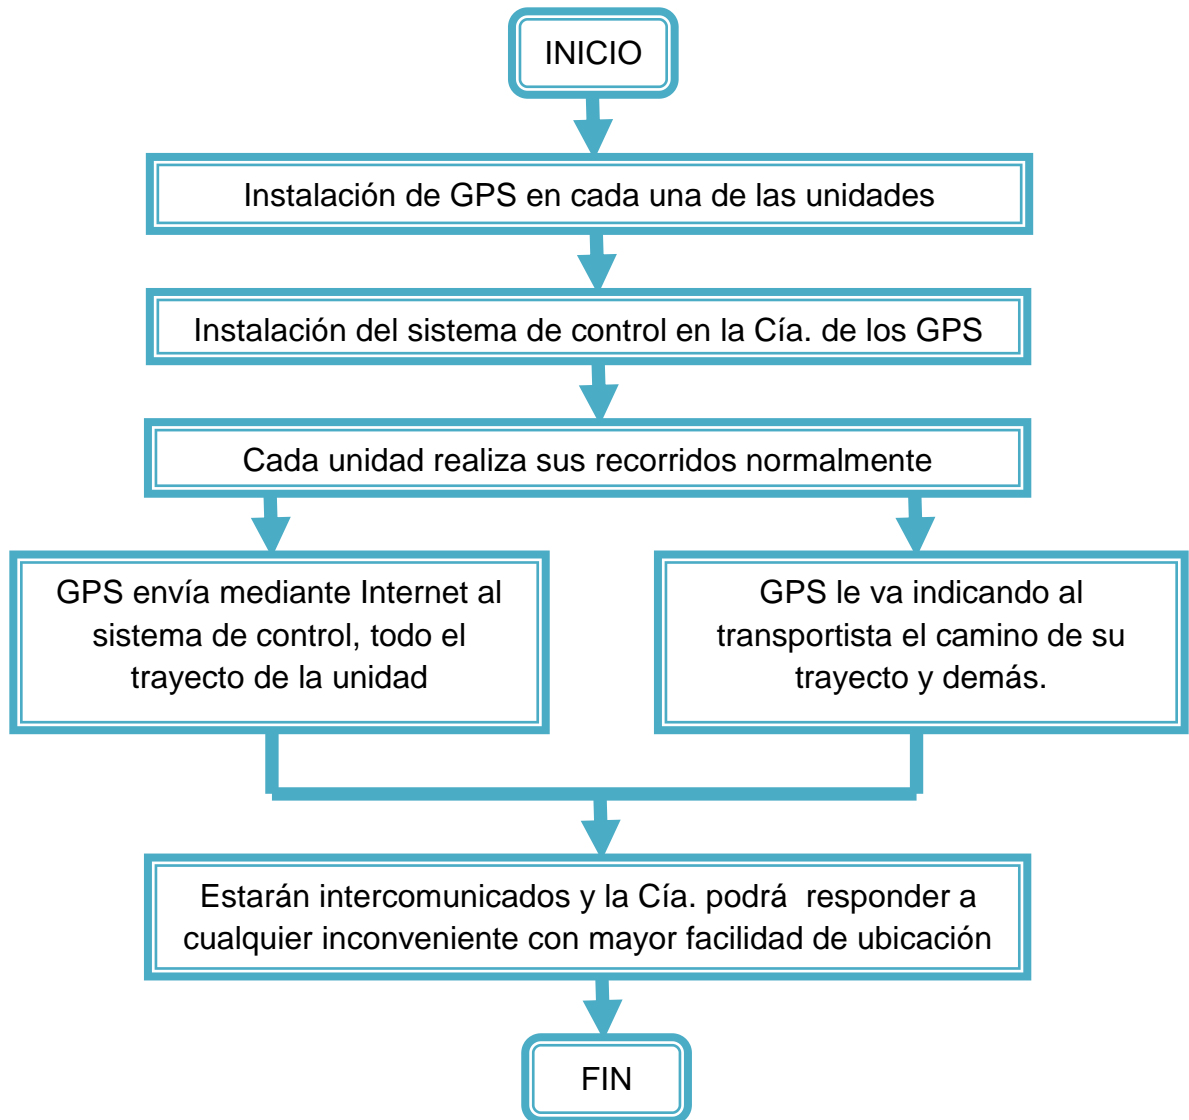 INICIO
Instalación de GPS en cada una de las unidades
Instalación del sistema de control en la Cía. de los GPS
Cada unidad realiza sus recorridos normalmente
GPS envía mediante Internet al
sistema de control, todo el
trayecto de la unidad
GPS le va indicando al
transportista el camino de su
trayecto y demás.
Estarán intercomunicados y la Cía. podrá  responder a
cualquier inconveniente con mayor facilidad de ubicación
FIN